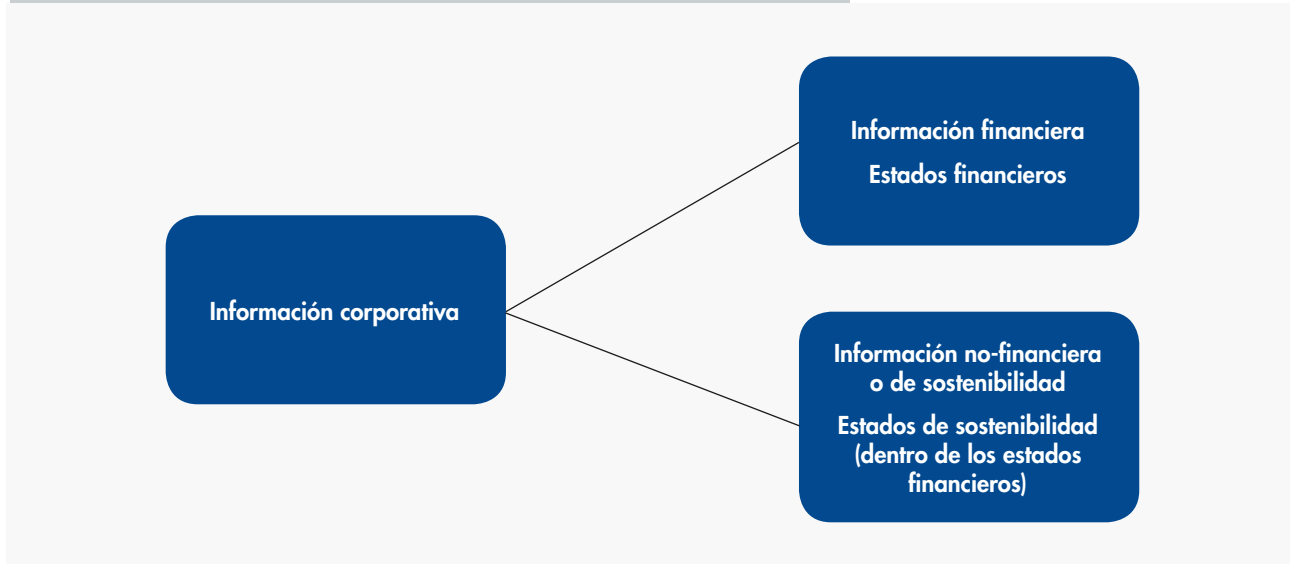 Información corporativa
Información financiera
Estados financieros
Información no-financiera
o de sostenibilidad
Estados de sostenibilidad
(dentro de los estados
financieros)